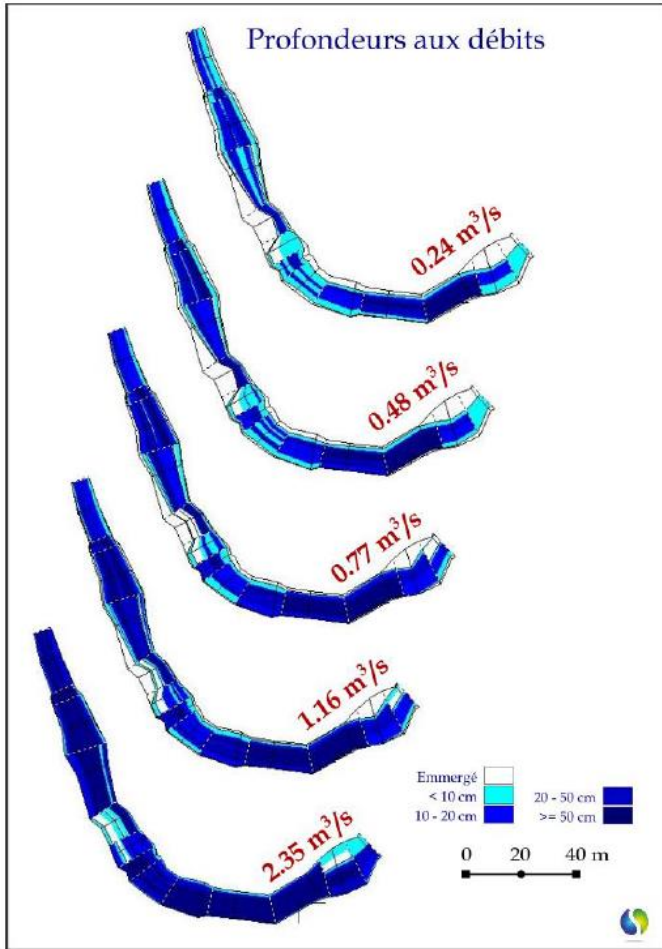 Profondeurs aux débits
0.24 m³/s
0.48 m³/s
0.77 m³/s
1.16 m³/s
2.35 m³/s
Emmergé
< 10 cm
10 - 20 cm
20 - 50 cm
>= 50 cm
0 20 40 m